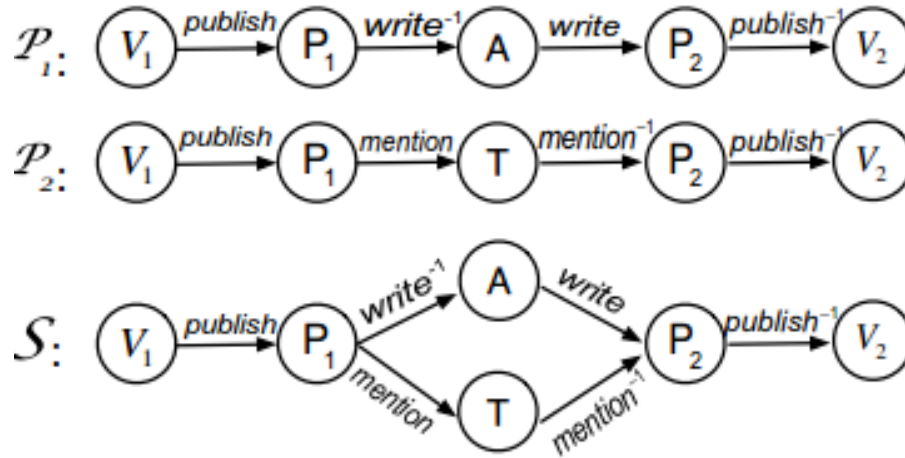 𝒫₁: V₁ publish P₁ write⁻¹ A write P₂ publish⁻¹ V₂
𝒫₂: V₁ publish P₁ mention T mention⁻¹ P₂ publish⁻¹ V₂
write⁻¹ A write
𝒮: V₁ publish P₁ P₂ publish⁻¹ V₂
mention T mention⁻¹